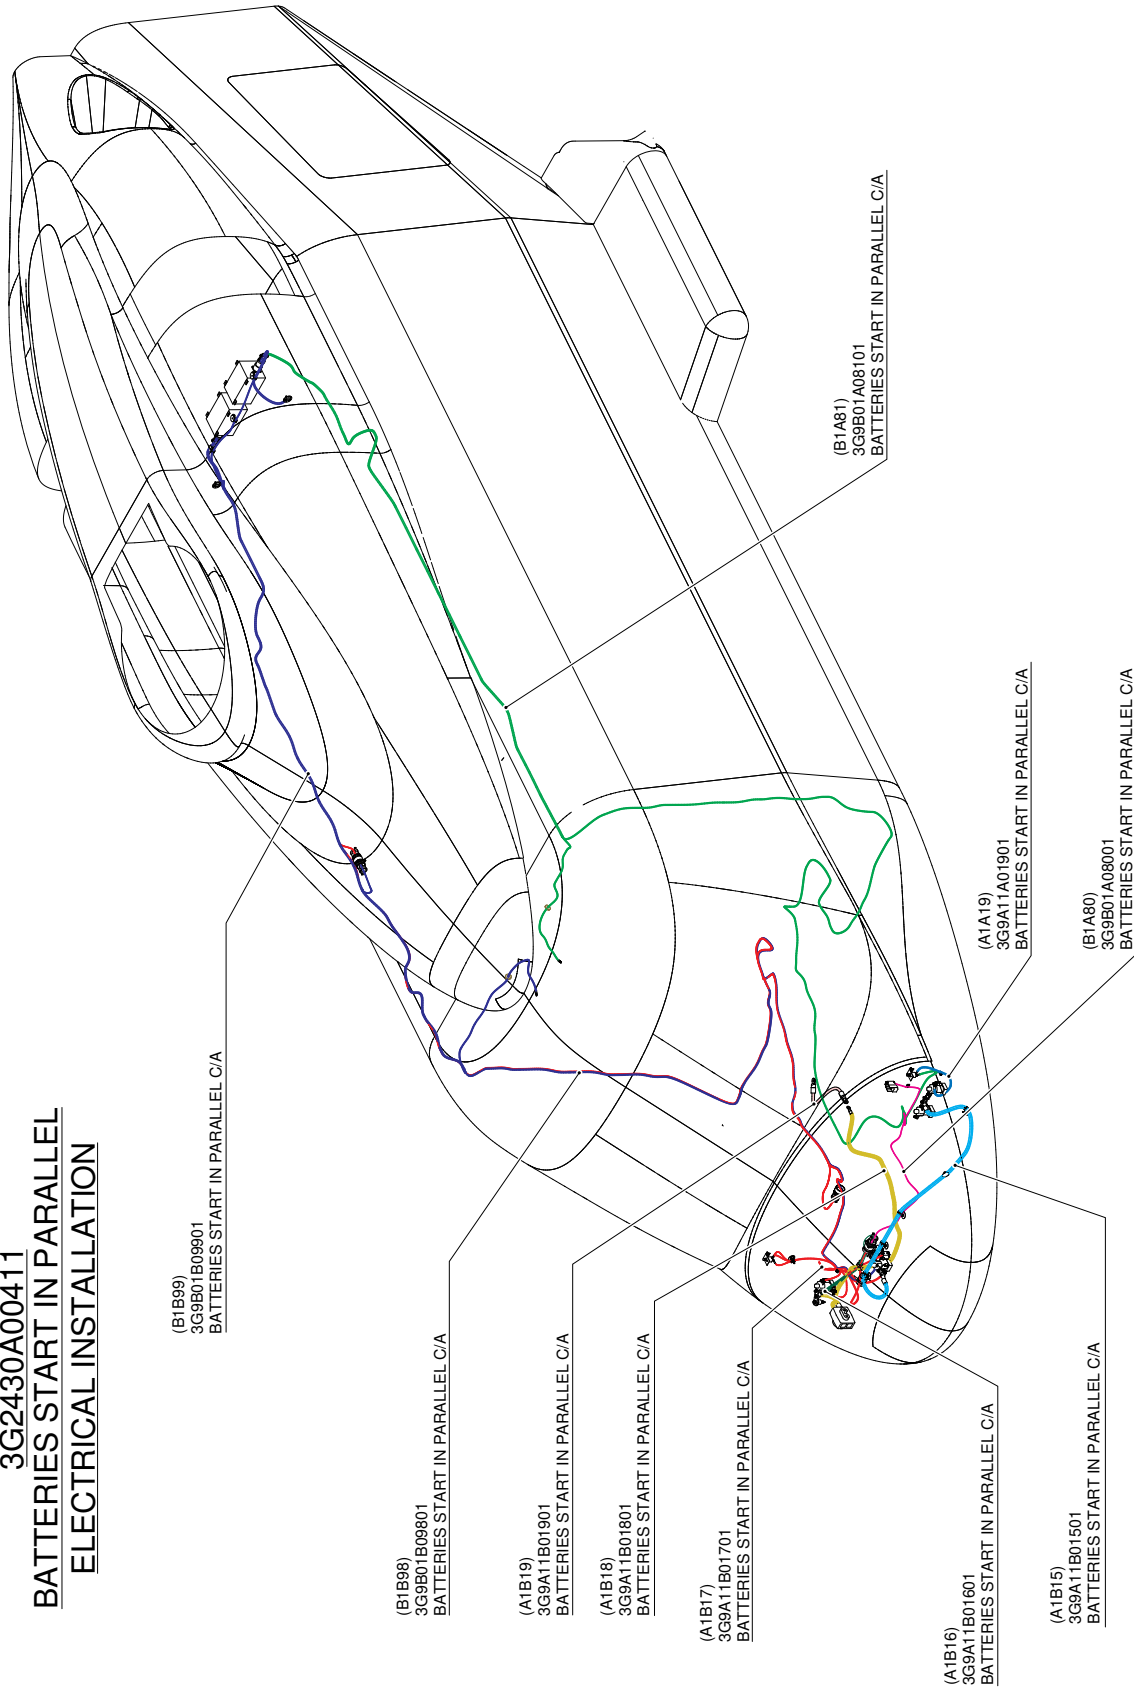 3G2430A00411
BATTERIES START IN PARALLEL
ELECTRICAL INSTALLATION
(B1B99)
3G9B01B09901
BATTERIES START IN PARALLEL C/A
(B1B98)
3G9B01B09801
BATTERIES START IN PARALLEL C/A
(A1B19)
3G9A11B01901
BATTERIES START IN PARALLEL C/A
(A1B18)
3G9A11B01801
BATTERIES START IN PARALLEL C/A
(A1B17)
3G9A11B01701
BATTERIES START IN PARALLEL C/A
(A1B16)
3G9A11B01601
BATTERIES START IN PARALLEL C/A
(A1B15)
3G9A11B01501
BATTERIES START IN PARALLEL C/A
(B1A81)
3G9B01A08101
BATTERIES START IN PARALLEL C/A
(A1A19)
3G9A11A01901
BATTERIES START IN PARALLEL C/A
(B1A80)
3G9B01A08001
BATTERIES START IN PARALLEL C/A